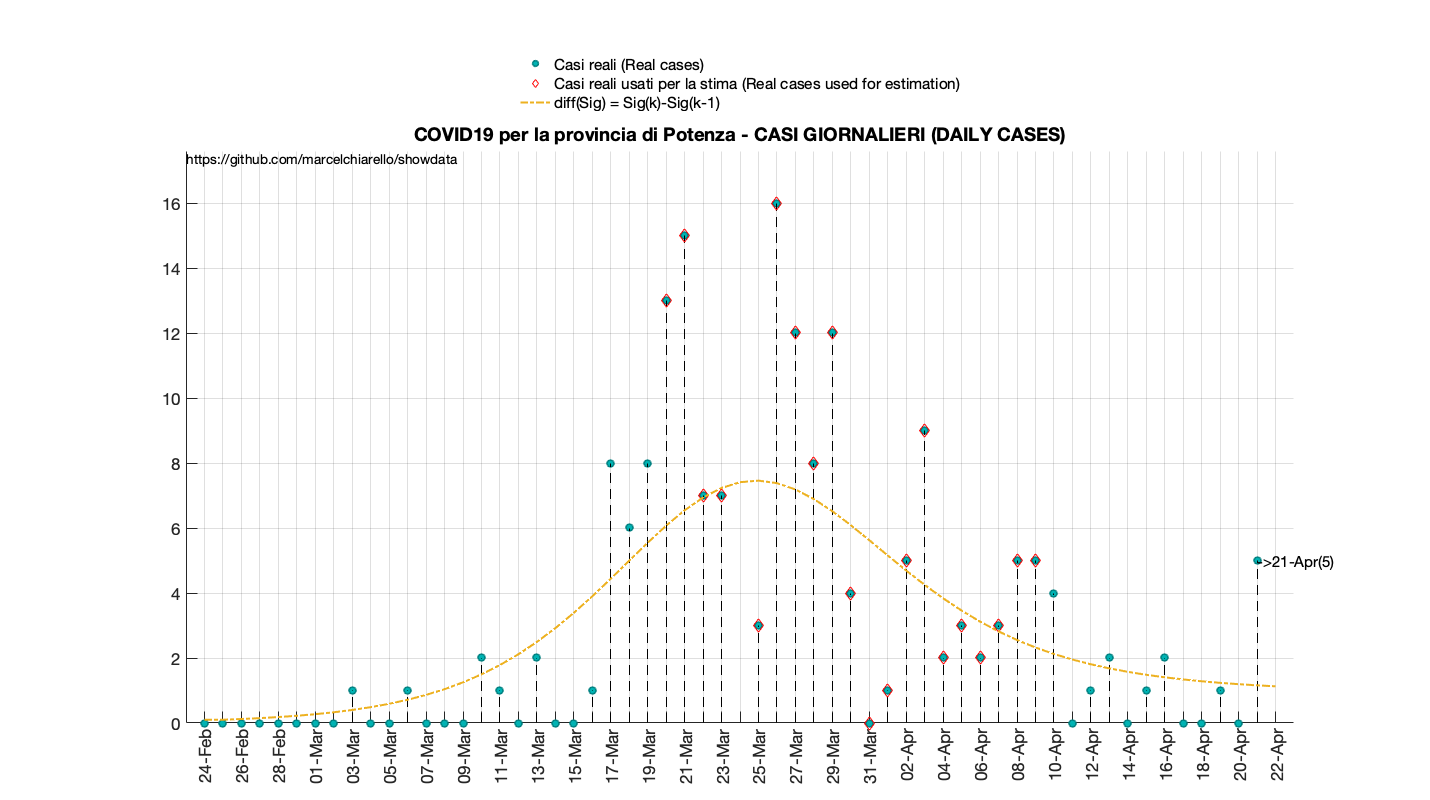 Casi reali (Real cases)
Casi reali usati per la stima (Real cases used for estimation)
diff(Sig) = Sig(k)-Sig(k-1)
COVID19 per la provincia di Potenza - CASI GIORNALIERI (DAILY CASES)
https://github.com/marcelchiarello/showdata
16
14
12
10
8
6
4
2
0
>21-Apr(5)
24-Feb
26-Feb
28-Feb
01-Mar
03-Mar
05-Mar
07-Mar
09-Mar
11-Mar
13-Mar
15-Mar
17-Mar
19-Mar
21-Mar
23-Mar
25-Mar
27-Mar
29-Mar
31-Mar
02-Apr
04-Apr
06-Apr
08-Apr
10-Apr
12-Apr
14-Apr
16-Apr
18-Apr
20-Apr
22-Apr